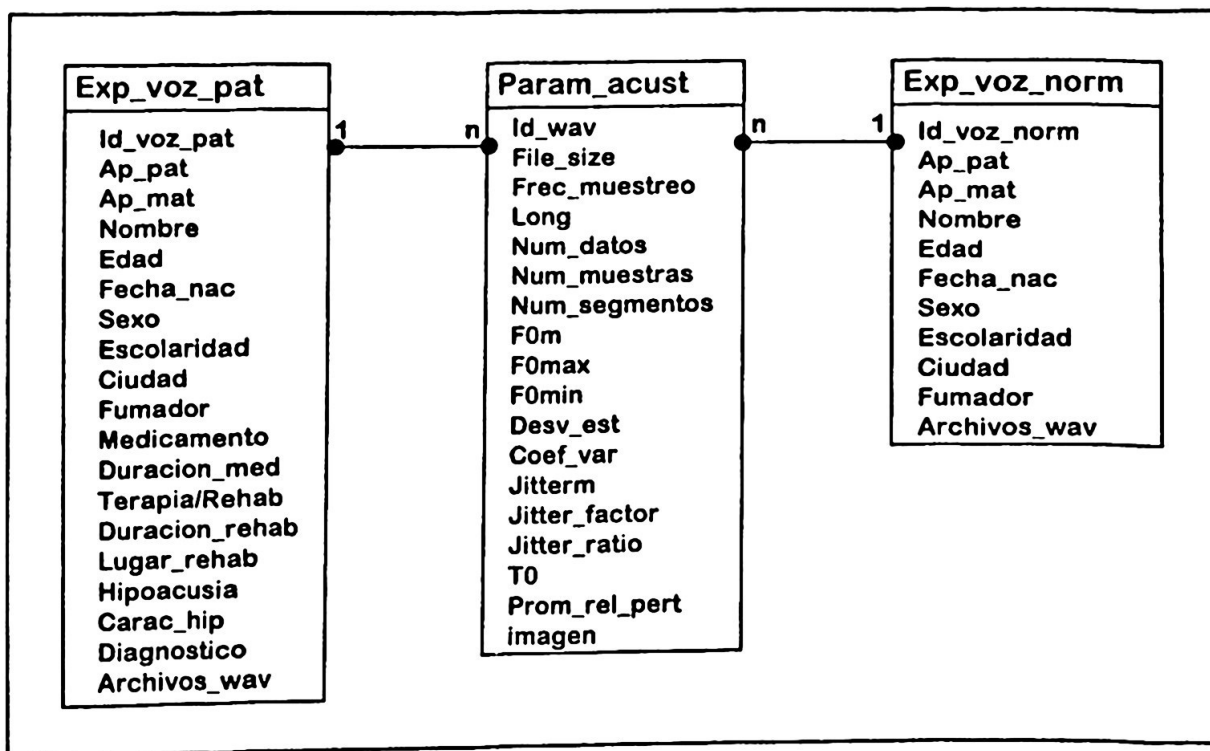 Exp_voz_pat
Id_voz_pat
Ap_pat
Ap_mat
Nombre
Edad
Fecha_nac
Sexo
Escolaridad
Ciudad
Fumador
Medicamento
Duracion_med
Terapia/Rehab
Duracion_rehab
Lugar_rehab
Hipoacusia
Carac_hip
Diagnostico
Archivos_wav
1
n
Param_acust
Id_wav
File_size
Frec_muestreo
Long
Num_datos
Num_muestras
Num_segmentos
F0m
F0max
F0min
Desv_est
Coef_var
Jitterm
Jitter_factor
Jitter_ratio
T0
Prom_rel_pert
imagen
n
1
Exp_voz_norm
Id_voz_norm
Ap_pat
Ap_mat
Nombre
Edad
Fecha_nac
Sexo
Escolaridad
Ciudad
Fumador
Archivos_wav